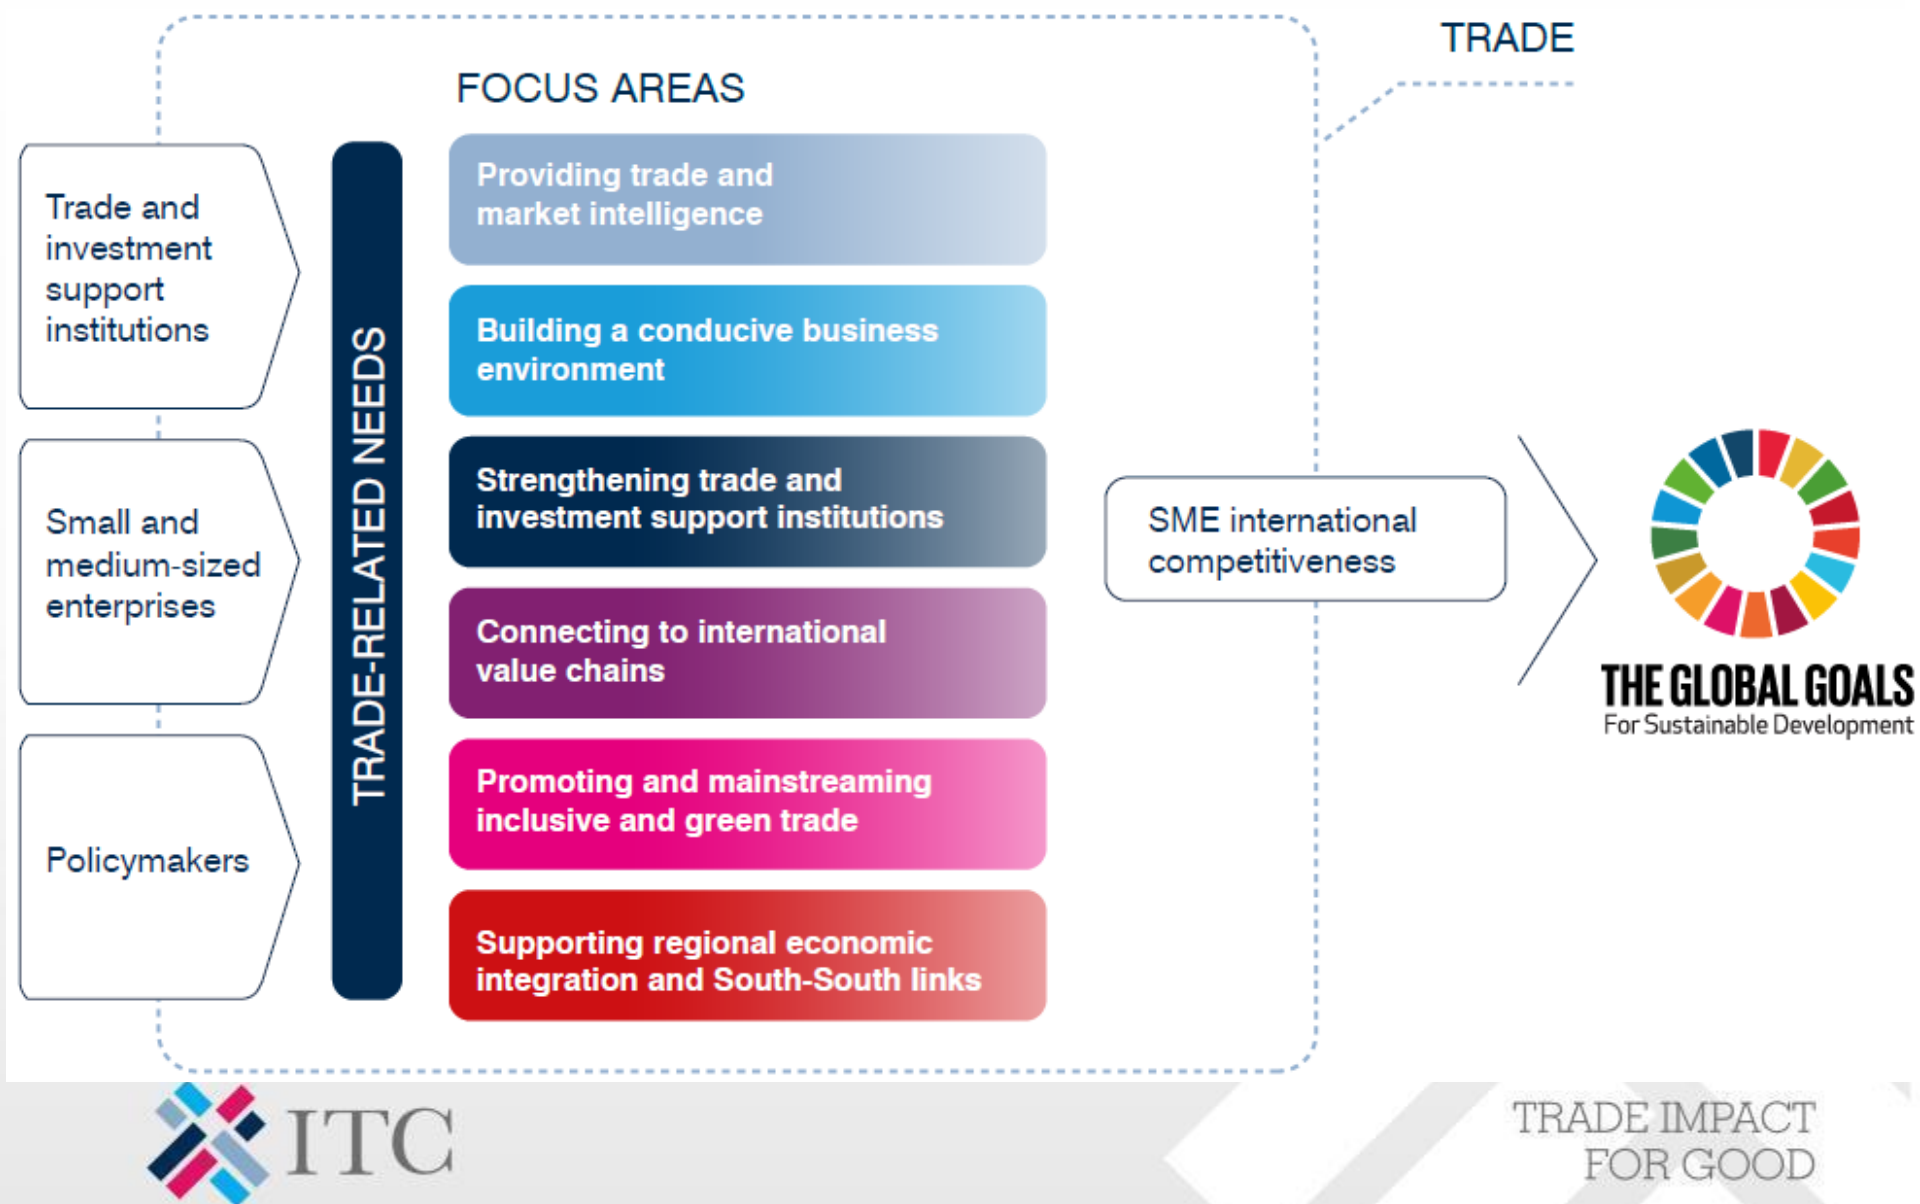 TRADE
FOCUS AREAS
Trade and
investment
support
institutions
Small and
medium-sized
enterprises
Policymakers
TRADE-RELATED NEEDS
Providing trade and
market intelligence
Building a conducive business
environment
Strengthening trade and
investment support institutions
Connecting to international
value chains
Promoting and mainstreaming
inclusive and green trade
Supporting regional economic
integration and South-South links
SME international
competitiveness
THE GLOBAL GOALS
For Sustainable Development
ITC
TRADE IMPACT
FOR GOOD